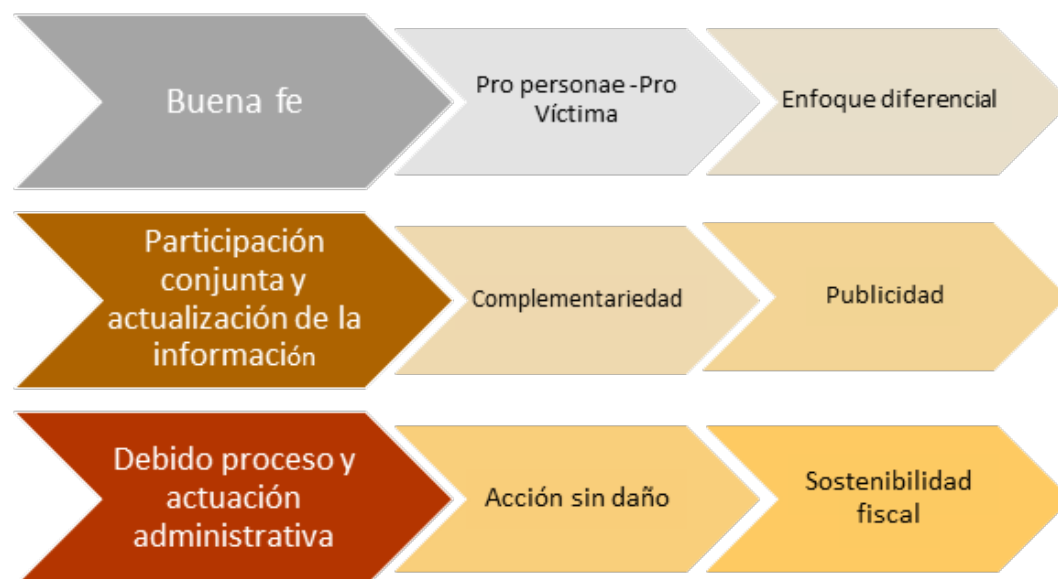 Buena fe
Pro personae -Pro
Víctima
Enfoque diferencial
Participación
conjunta y
actualización de la
información
Complementariedad
Publicidad
Debido proceso y
actuación
administrativa
Acción sin daño
Sostenibilidad
fiscal